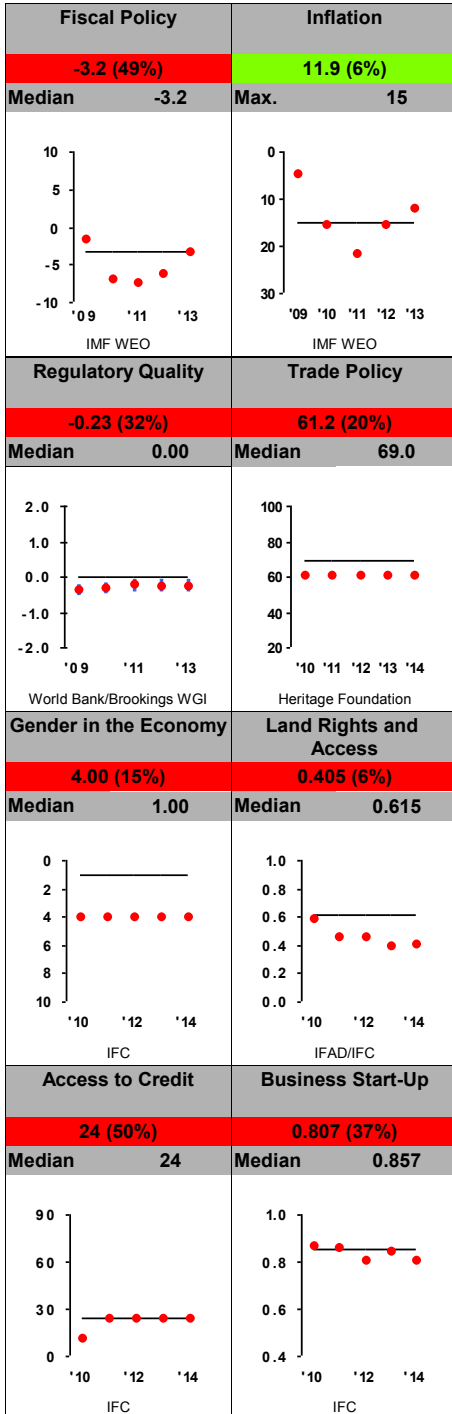 Fiscal Policy
-3.2 (49%)
Median -3.2
10
5
0
-5
-10
'09 '11 '13
IMF WEO
Inflation
11.9 (6%)
Max. 15
0
10
20
30
'09 '10 '11 '12 '13
IMF WEO
Regulatory Quality
-0.23 (32%)
Median 0.00
2.0
1.0
0.0
-1.0
-2.0
'09 '11 '13
World Bank/Brookings WGI
Trade Policy
61.2 (20%)
Median 69.0
100
80
60
40
20
'10 '11 '12 '13 '14
Heritage Foundation
Gender in the Economy
4.00 (15%)
Median 1.00
0
2
4
6
8
10
'10 '12 '14
IFC
Land Rights and
Access
0.405 (6%)
Median 0.615
1.0
0.8
0.6
0.4
0.2
0.0
'10 '12 '14
IFAD/IFC
Access to Credit
24 (50%)
Median 24
90
60
30
0
'10 '12 '14
IFC
Business Start-Up
0.807 (37%)
Median 0.857
1.0
0.8
0.6
0.4
'10 '12 '14
IFC